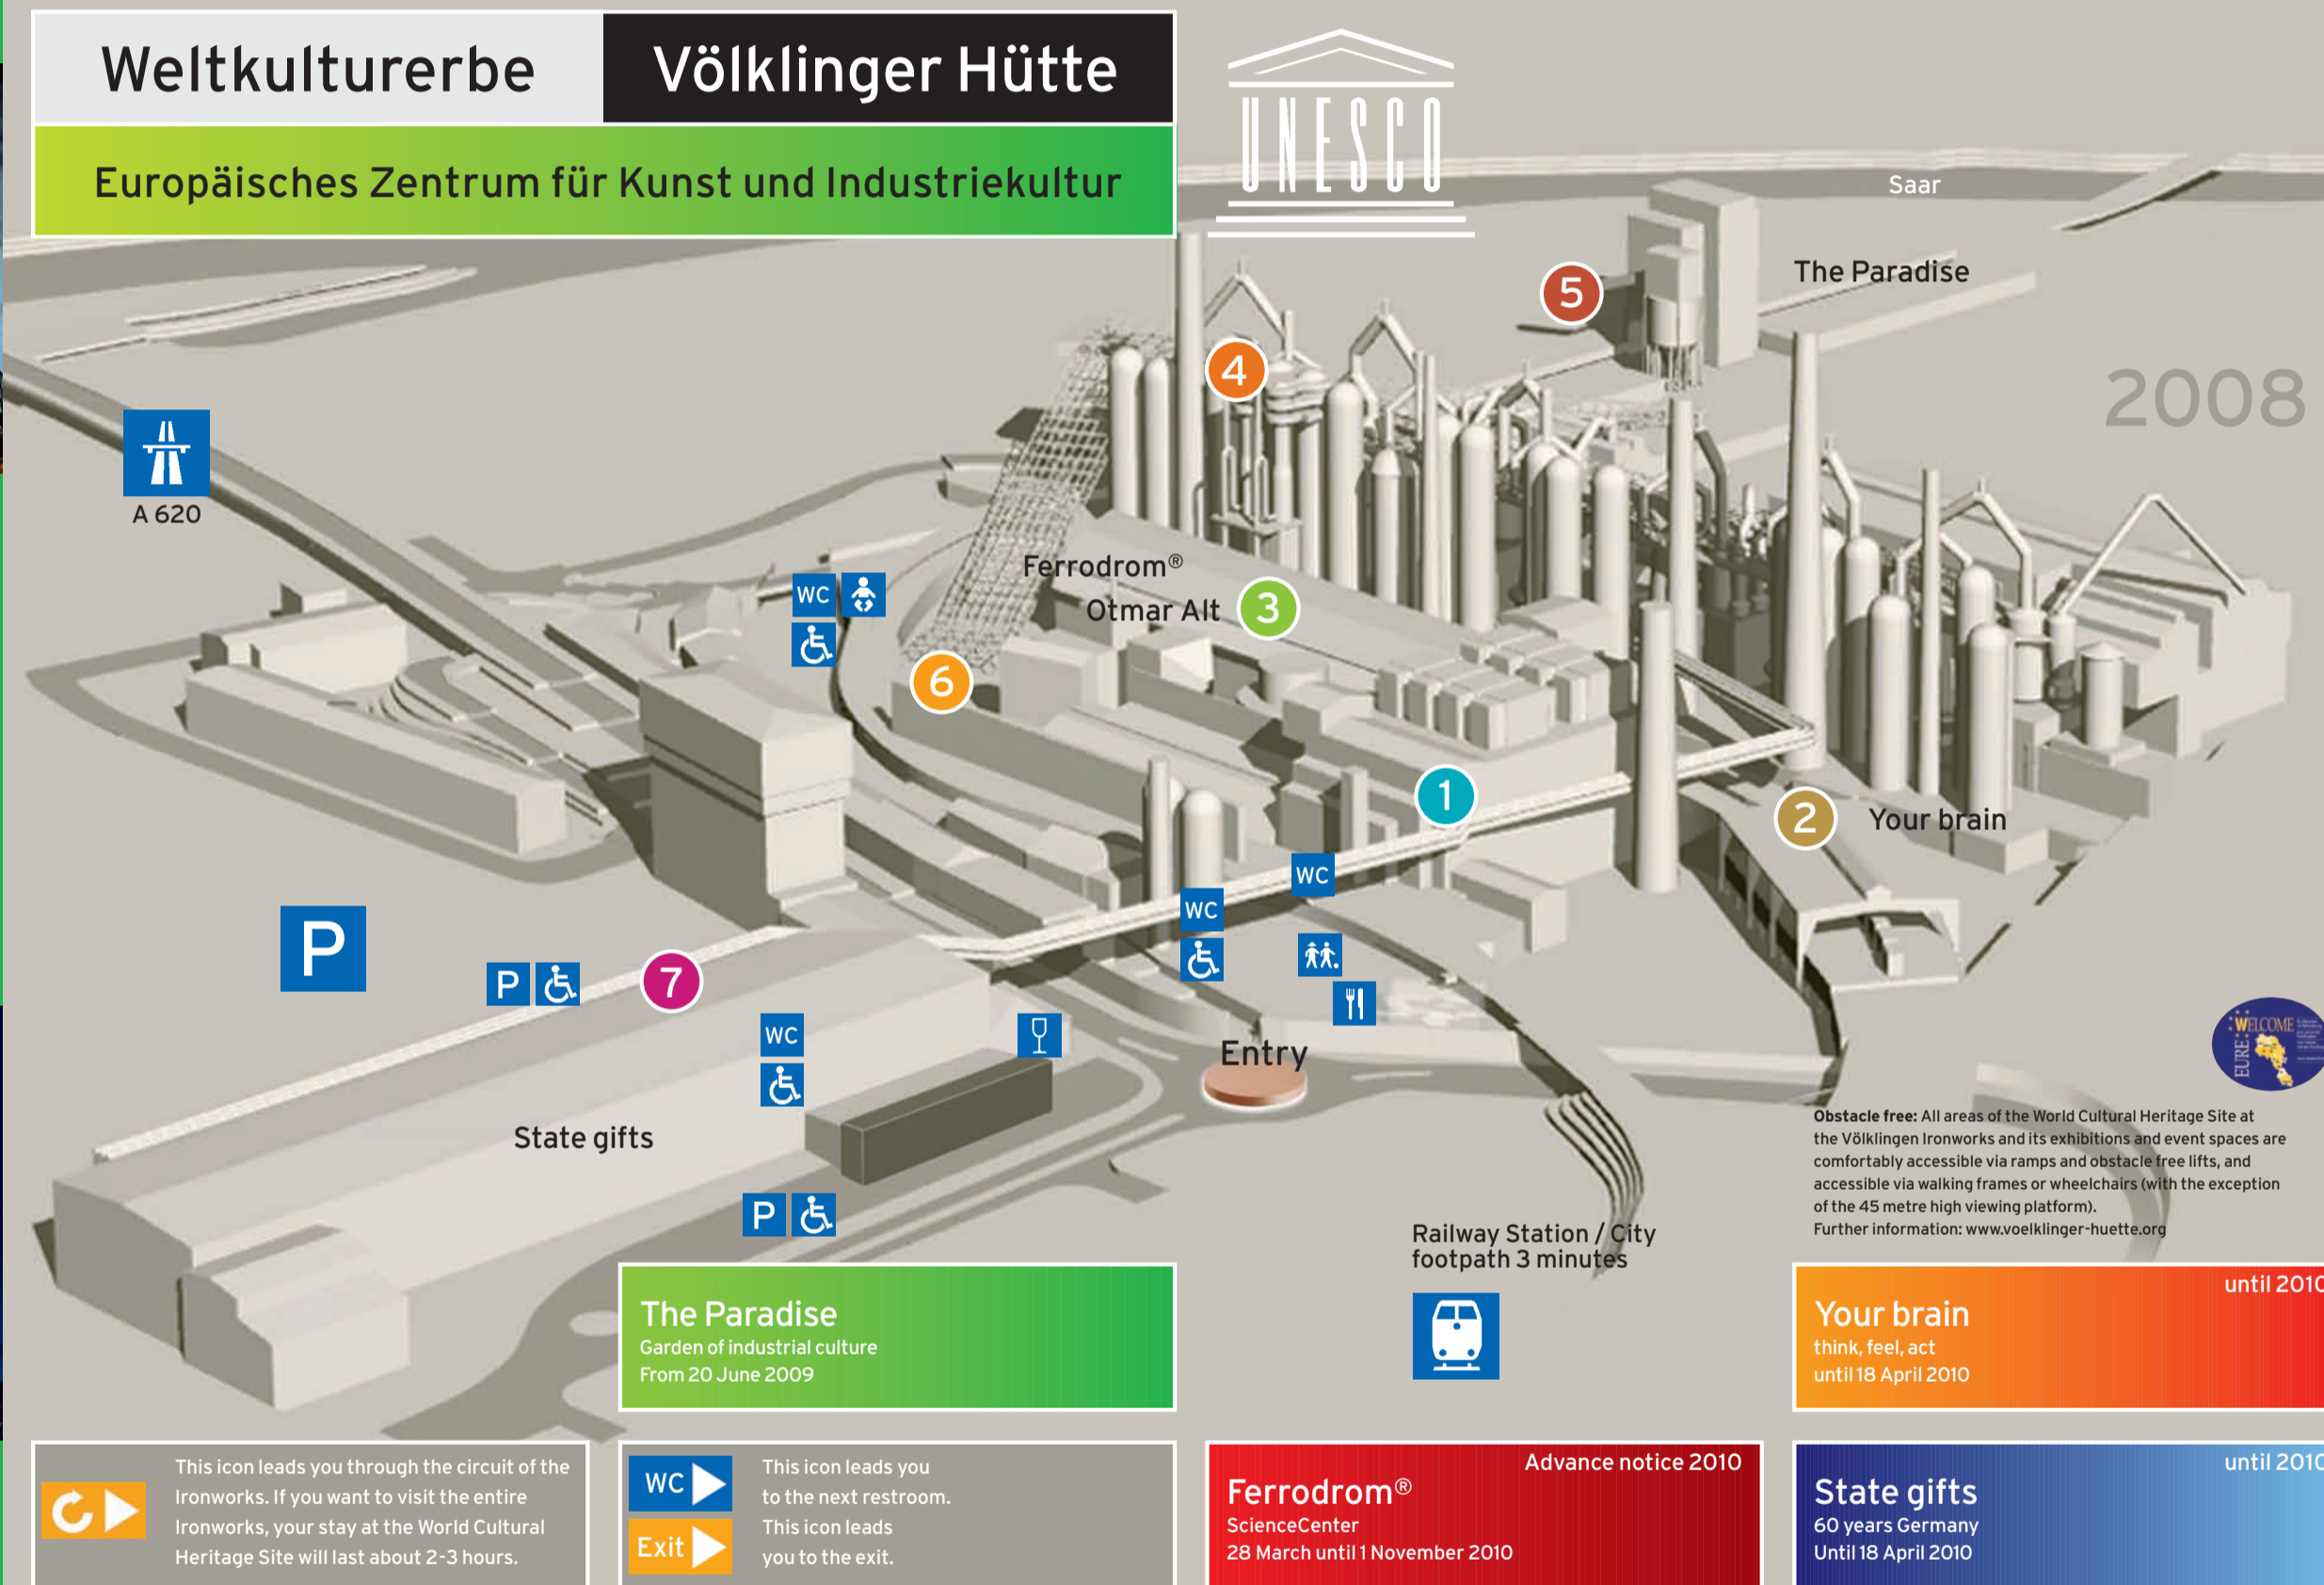 Weltkulturerbe
Völklinger Hütte
Europäisches Zentrum für Kunst und Industriekultur
UNESCO
Saar
The Paradise
5
4
2008
A 620
WC
Ferrodrom®
Otmar Alt
3
6
1
2
Your brain
WC
WC
P
P
7
WC
Entry
State gifts
P
WELCOME
EURE
Obstacle free: All areas of the World Cultural Heritage Site at
the Völklingen Ironworks and its exhibitions and event spaces are
comfortably accessible via ramps and obstacle free lifts, and
accessible via walking frames or wheelchairs (with the exception
of the 45 metre high viewing platform).
Further information: www.voelklinger-huette.org
Railway Station / City
footpath 3 minutes
The Paradise
Garden of industrial culture
From 20 June 2009
until 2010
Your brain
think, feel, act
until 18 April 2010
This icon leads you through the circuit of the
Ironworks. If you want to visit the entire
Ironworks, your stay at the World Cultural
Heritage Site will last about 2-3 hours.
WC
This icon leads you
to the next restroom.
Exit
This icon leads
you to the exit.
Advance notice 2010
Ferrodrom®
ScienceCenter
28 March until 1 November 2010
until 2010
State gifts
60 years Germany
Until 18 April 2010